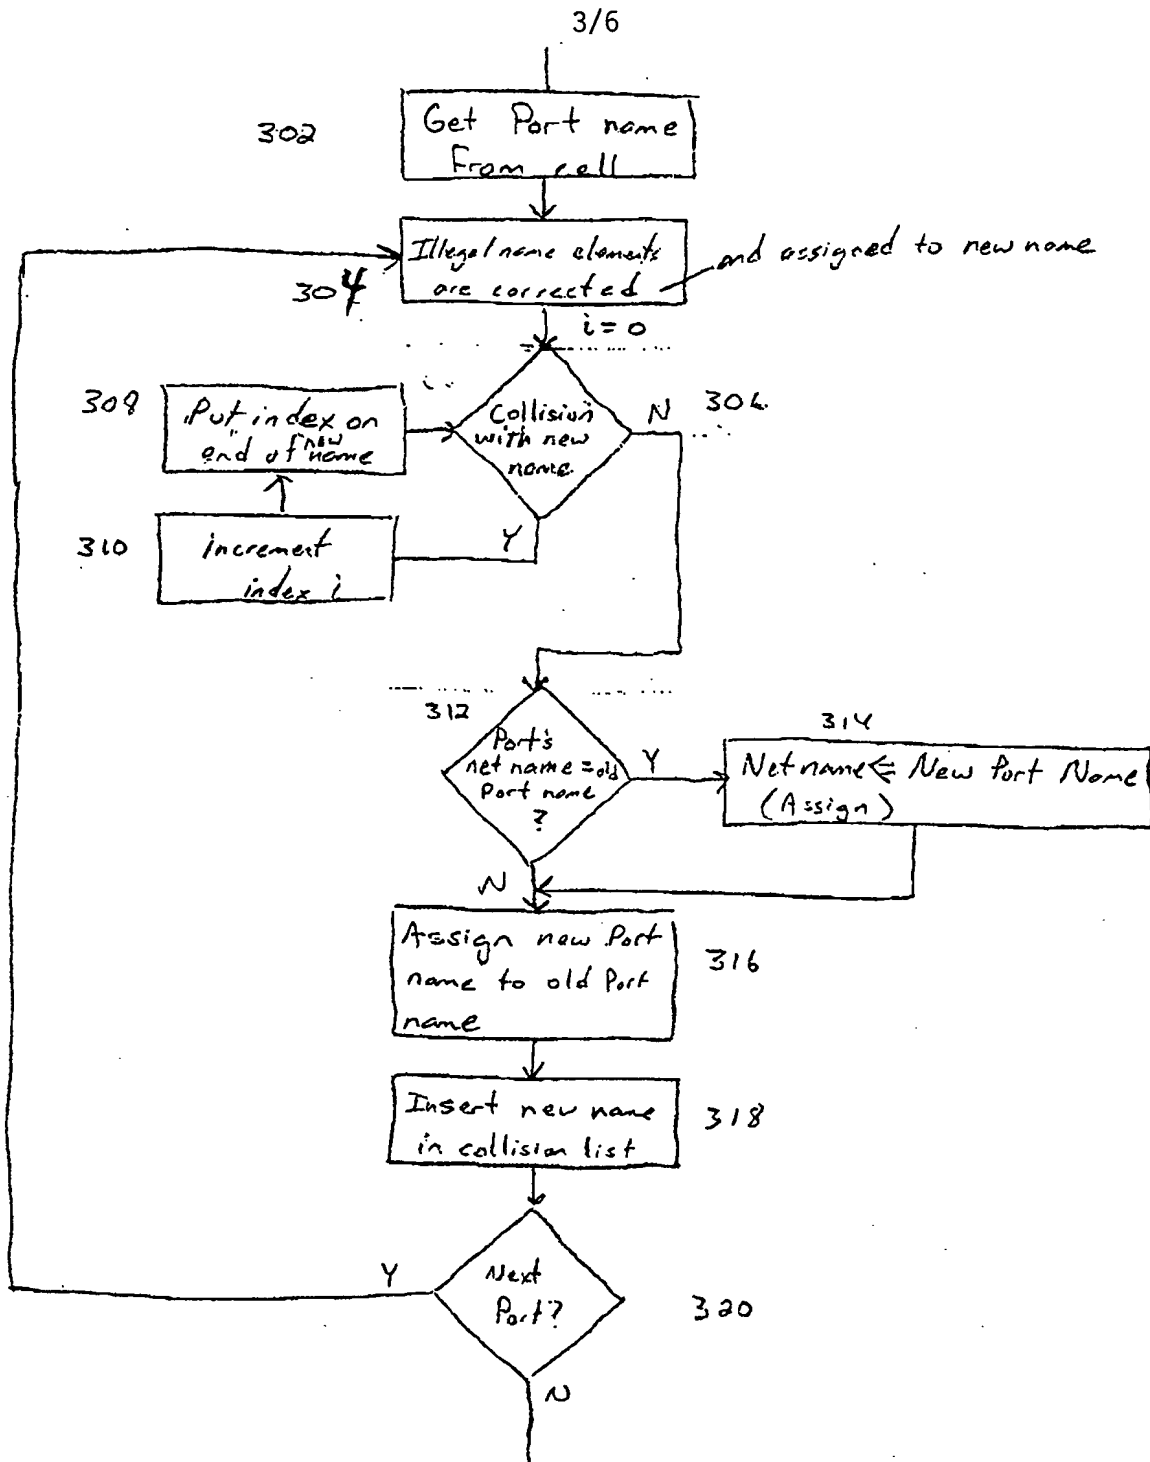 3/6
302
Get Port name
From cell
Illegal name elements
are corrected
and assigned to new name
304
i = 0
308
Put index on
end of new name
Collision
with new
name
N
306
310
increment
index i
Y
312
Port's
net name = old
Port name
?
Y
314
Net name ⇐ New Port Name
(Assign)
N
Assign new Port
name to old Port
name
316
Insert new name
in collision list
318
Y
Next
Port?
320
N